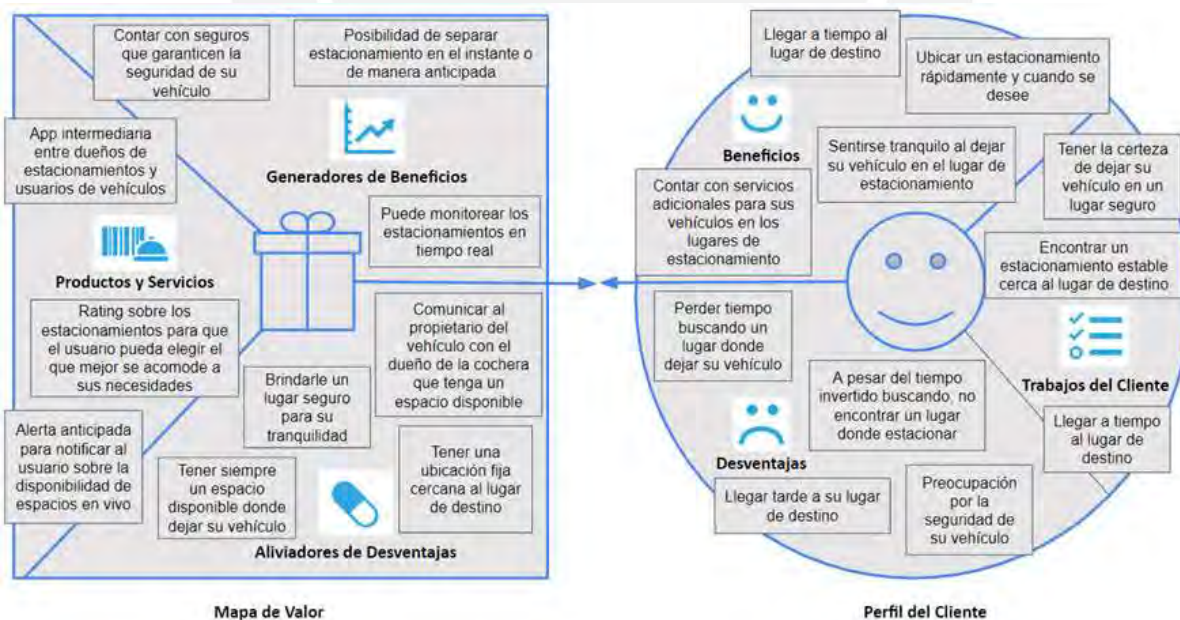 Contar con seguros
que garanticen la
seguridad de su
vehículo
Posibilidad de separar
estacionamiento en el instante o
de manera anticipada
App intermediaria
entre dueños de
estacionamientos y
usuarios de vehículos
Generadores de Beneficios
Puede monitorear los
estacionamientos en
tiempo real
Productos y Servicios
Rating sobre los
estacionamientos para que
el usuario pueda elegir el
que mejor se acomode a
sus necesidades
Comunicar al
propietario del
vehículo con el
dueño de la cochera
que tenga un
espacio disponible
Brindarle un
lugar seguro
para su
tranquilidad
Alerta anticipada
para notificar al
usuario sobre la
disponibilidad de
espacios en vivo
Tener siempre
un espacio
disponible donde
dejar su vehículo
Tener una
ubicación fija
cercana al lugar
de destino
Aliviadores de Desventajas
Mapa de Valor
Llegar a tiempo al
lugar de destino
Ubicar un estacionamiento
rápidamente y cuando se
desee
Beneficios
Sentirse tranquilo al dejar
su vehículo en el lugar de
estacionamiento
Tener la certeza
de dejar su
vehículo en un
lugar seguro
Contar con servicios
adicionales para sus
vehículos en los
lugares de
estacionamiento
Encontrar un
estacionamiento estable
cerca al lugar de destino
Perder tiempo
buscando un
lugar donde
dejar su vehículo
Trabajos del Cliente
A pesar del tiempo
invertido buscando, no
encontrar un lugar
donde estacionar
Llegar a tiempo
al lugar de
destino
Desventajas
Llegar tarde a su lugar
de destino
Preocupación
por la
seguridad de
su vehículo
Perfil del Cliente